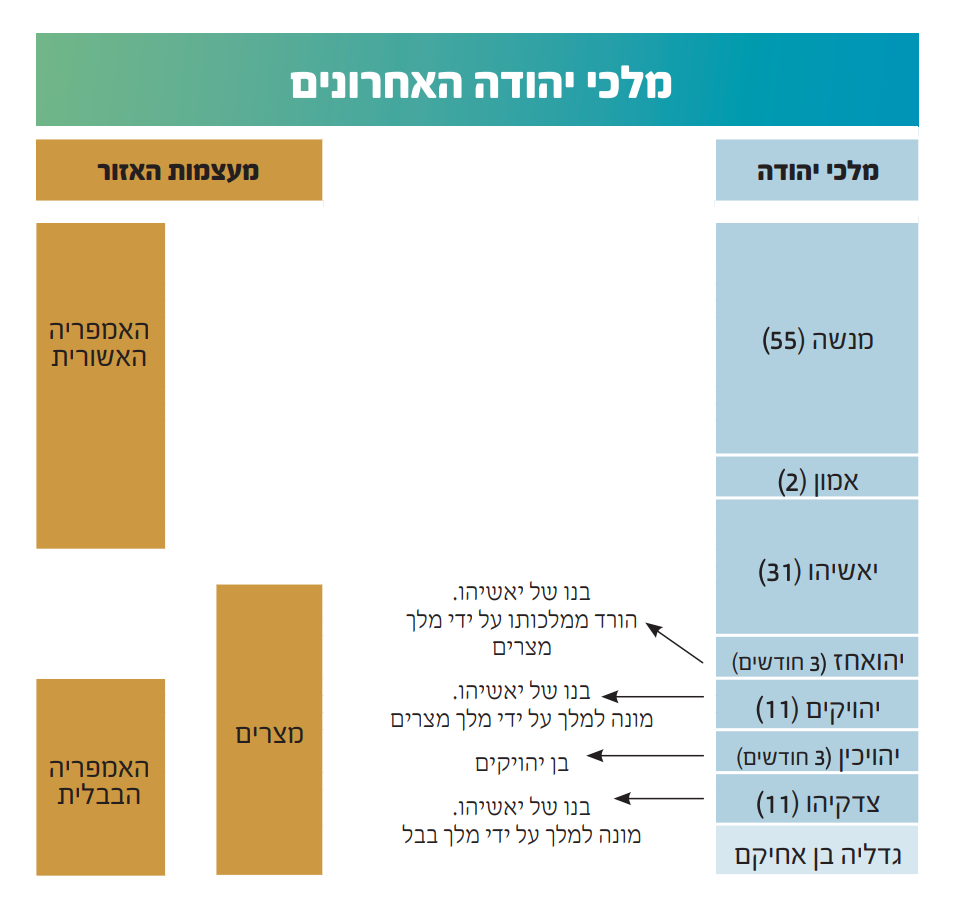 מלכי יהודה האחרונים
מלכי יהודה
מעצמות האזור
מנשה (55)
אמון (2)
יאשיהו (31)
יהואחז (3 חודשים)
יהויקים (11)
יהויכין (3 חודשים)
צדקיהו (11)
גדליה בן אחיקם
בנו של יאשיהו.
הורד ממלכותו על ידי מלך
מצרים
בנו של יאשיהו.
מונה למלך על ידי מלך מצרים
בן יהויקים
בנו של יאשיהו.
מונה למלך על ידי מלך בבל
מצרים
האמפריה
האשורית
האמפריה
הבבלית